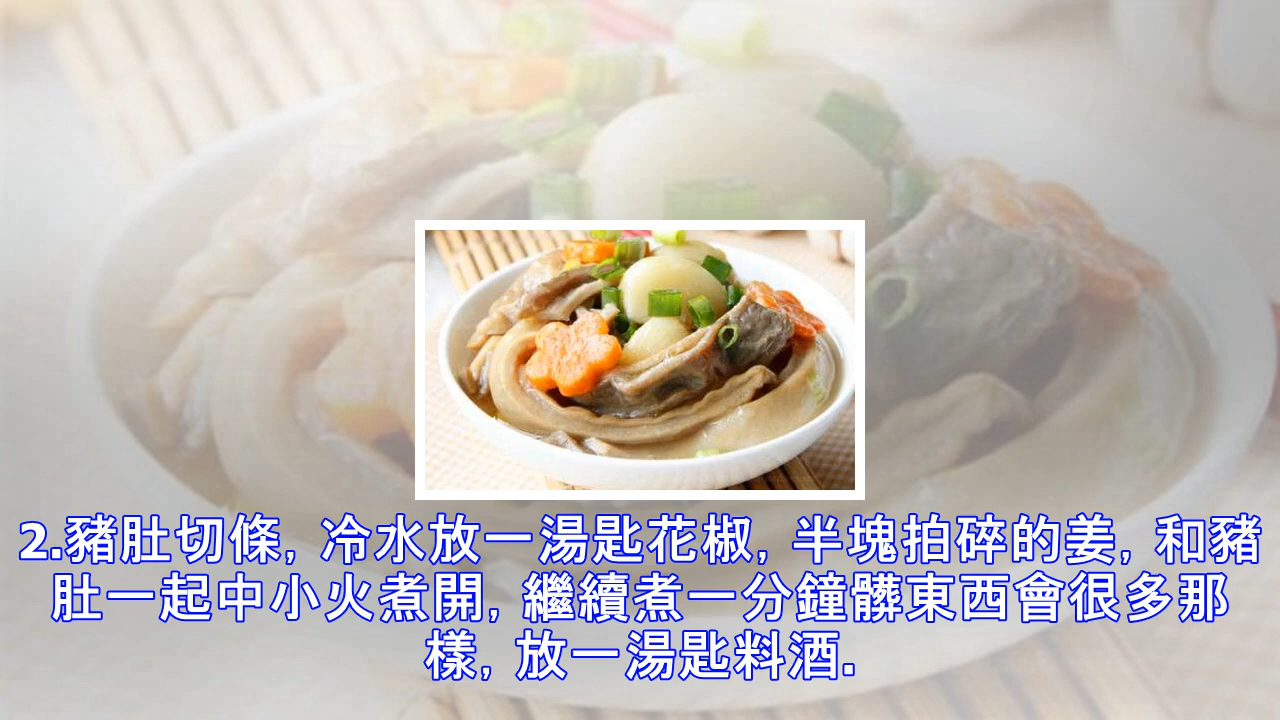 2.豬肚切條, 冷水放一湯匙花椒, 半塊拍碎的姜, 和豬
肚一起中小火煮開, 繼續煮一分鐘髒東西會很多那
樣, 放一湯匙料酒.